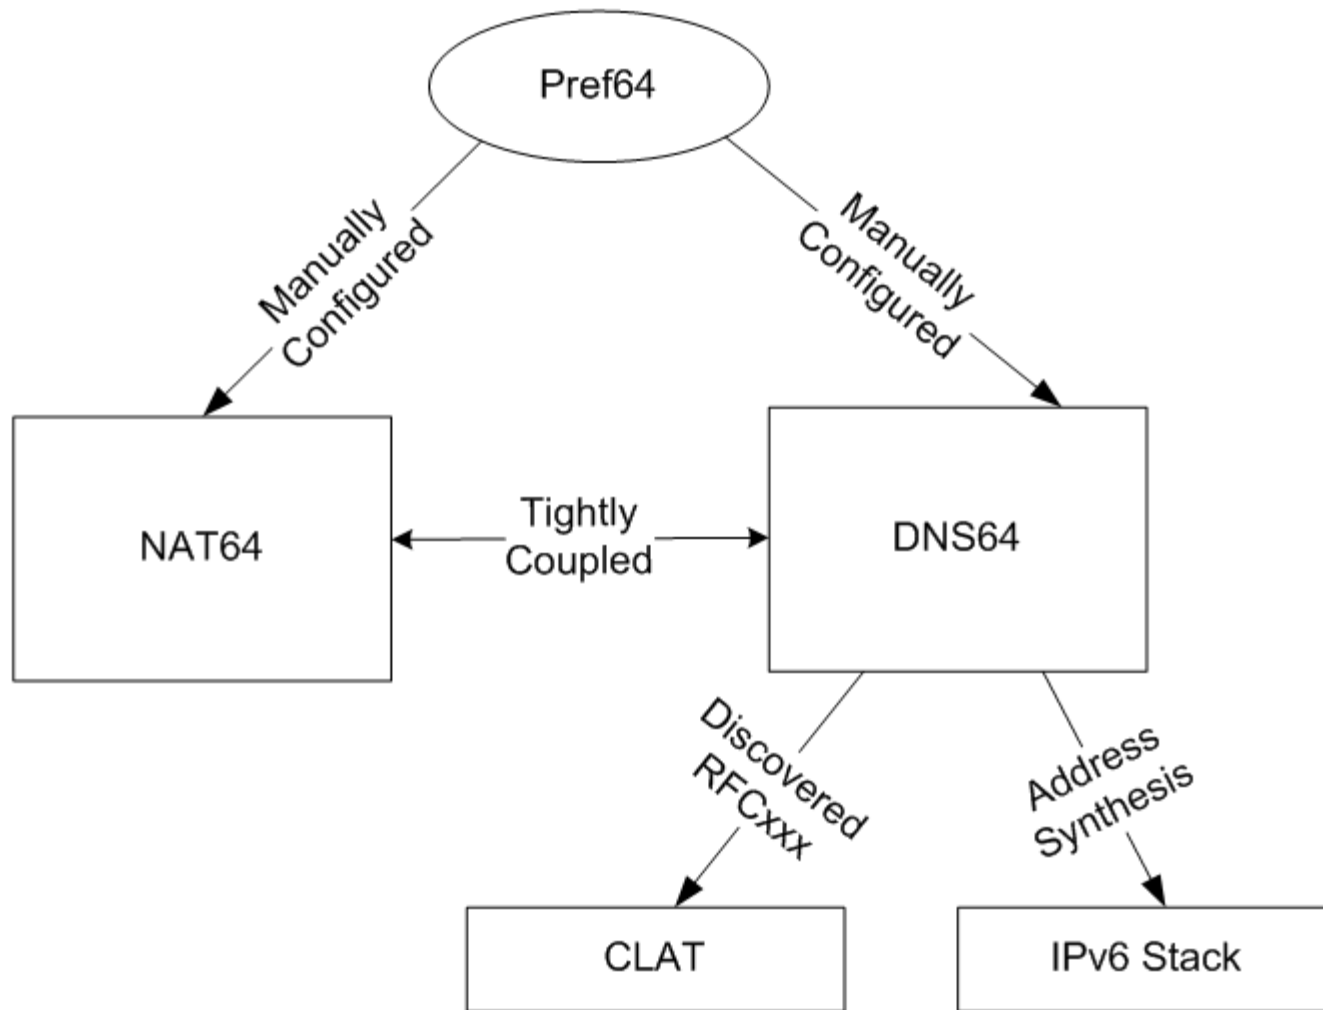 Pref64
Manually
Configured
Manually
Configured
NAT64
Tightly
Coupled
DNS64
Discovered
RFCxxx
Address
Synthesis
CLAT
IPv6 Stack